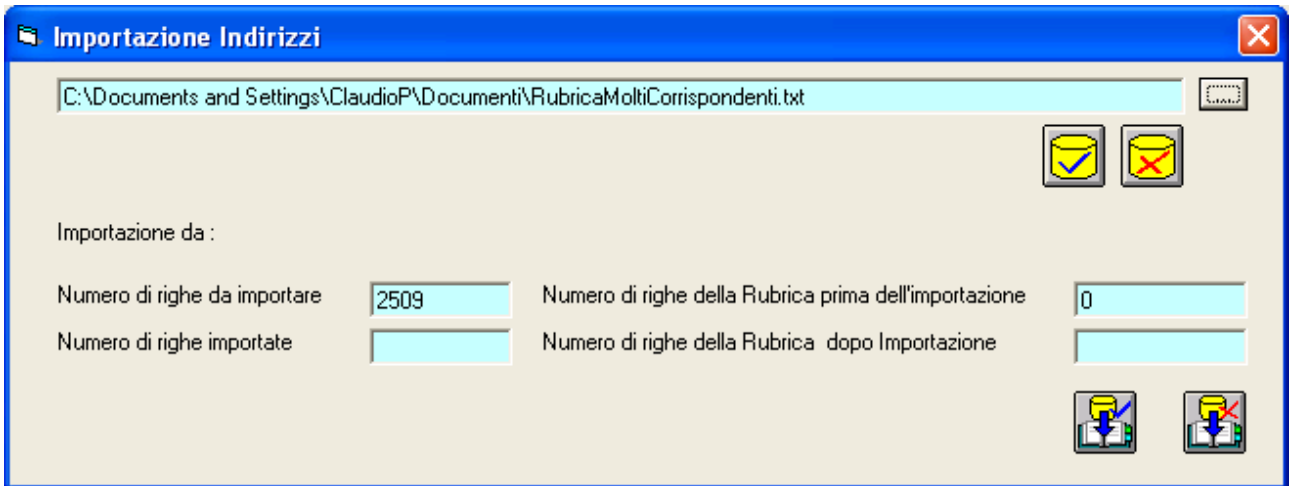 Importazione Indirizzi
C:\Documents and Settings\ClaudioP\Documenti\RubricaMoltiCorrispondenti.txt
Importazione da :
Numero di righe da importare 2509 Numero di righe della Rubrica prima dell'importazione 0
Numero di righe importate Numero di righe della Rubrica dopo Importazione